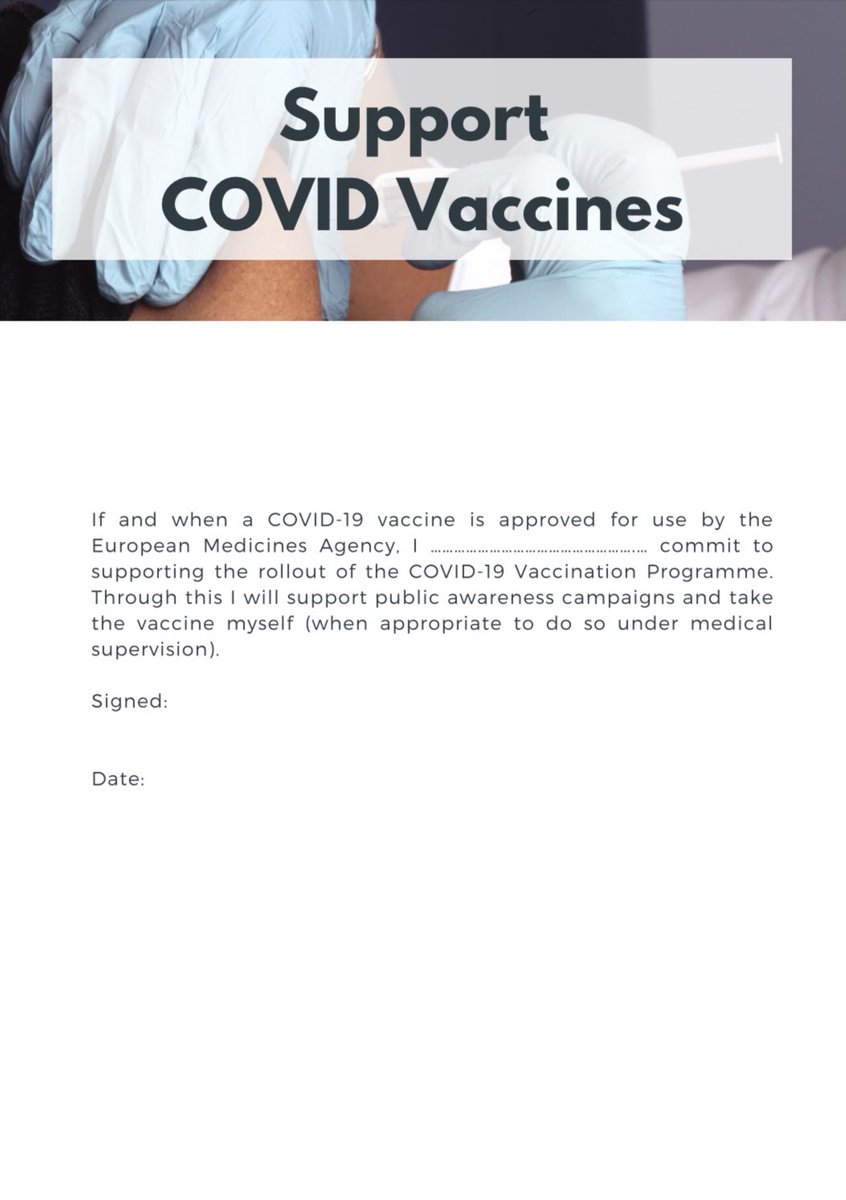 Support
COVID Vaccines
If and when a COVID-19 vaccine is approved for use by the
European Medicines Agency, I ……………………………………………….… commit to
supporting the rollout of the COVID-19 Vaccination Programme.
Through this I will support public awareness campaigns and take
the vaccine myself (when appropriate to do so under medical
supervision).
Signed:
Date: